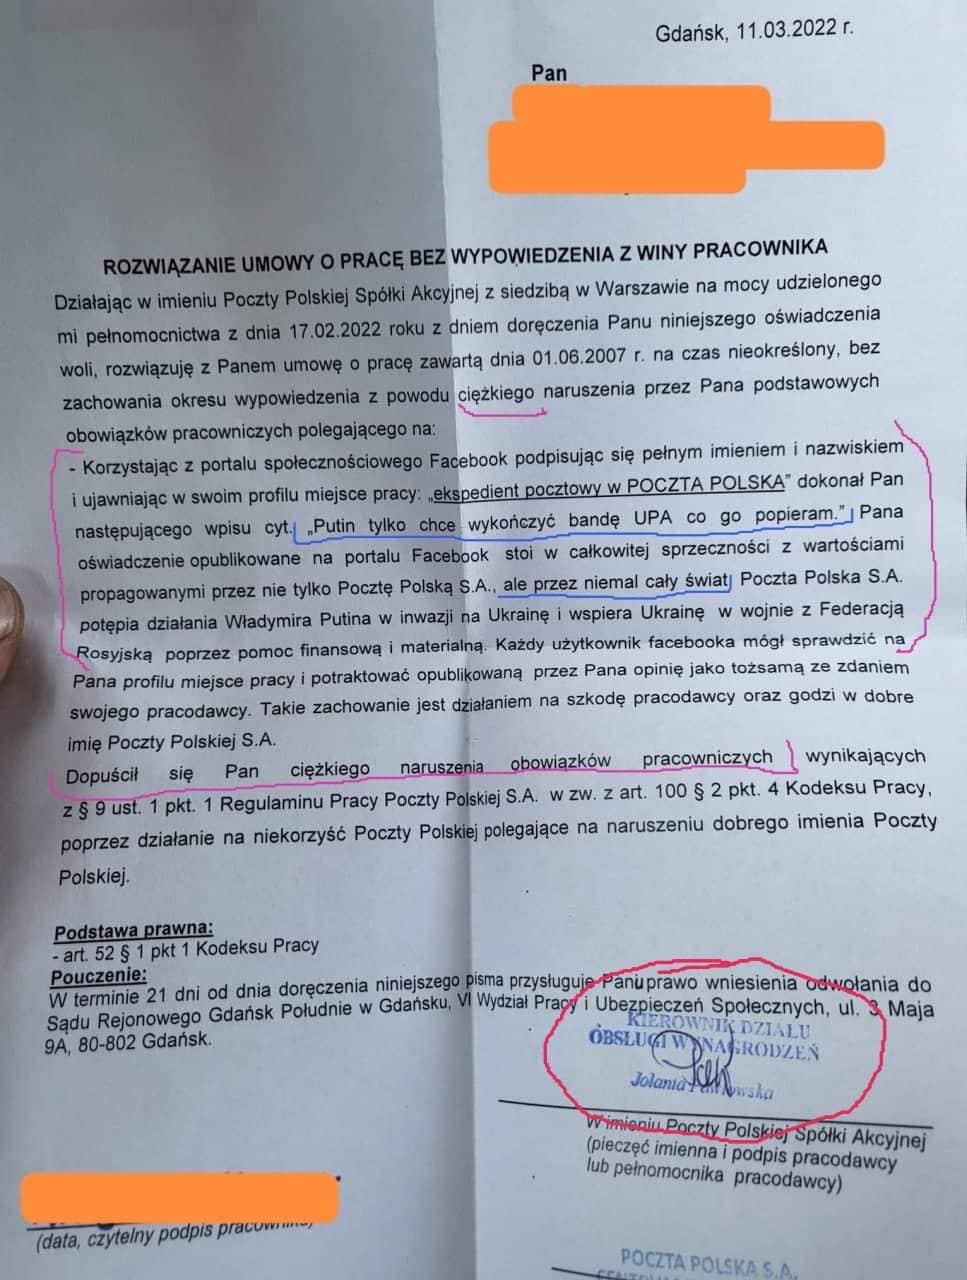 Gdańsk, 11.03.2022 r.
Pan
ROZWIĄZANIE UMOWY O PRACĘ BEZ WYPOWIEDZENIA Z WINY PRACOWNIKA
Działając w imieniu Poczty Polskiej Spółki Akcyjnej z siedzibą w Warszawie na mocy udzielonego
mi pełnomocnictwa z dnia 17.02.2022 roku z dniem doręczenia Panu niniejszego oświadczenia
woli, rozwiązuję z Panem umowę o pracę zawartą dnia 01.06.2007 r. na czas nieokreślony, bez
zachowania okresu wypowiedzenia z powodu ciężkiego naruszenia przez Pana podstawowych
obowiązków pracowniczych polegającego na:
- Korzystając z portalu społecznościowego Facebook podpisując się pełnym imieniem i nazwiskiem
i ujawniając w swoim profilu miejsce pracy: „ekspedient pocztowy w POCZTA POLSKA” dokonał Pan
następującego wpisu cyt. „Putin tylko chce wykończyć bandę UPA co go popieram.” Pana
oświadczenie opublikowane na portalu Facebook stoi w całkowitej sprzeczności z wartościami
propagowanymi przez nie tylko Pocztę Polską S.A., ale przez niemal cały świat Poczta Polska S.A.
potępia działania Władymira Putina w inwazji na Ukrainę i wspiera Ukrainę w wojnie z Federacją
Rosyjską poprzez pomoc finansową i materialną. Każdy użytkownik facebooka mógł sprawdzić na
Pana profilu miejsce pracy i potraktować opublikowaną przez Pana opinię jako tożsamą ze zdaniem
swojego pracodawcy. Takie zachowanie jest działaniem na szkodę pracodawcy oraz godzi w dobre
imię Poczty Polskiej S.A.
Dopuścił się Pan ciężkiego naruszenia obowiązków pracowniczych wynikających
z § 9 ust. 1 pkt. 1 Regulaminu Pracy Poczty Polskiej S.A. w zw. z art. 100 § 2 pkt. 4 Kodeksu Pracy,
poprzez działanie na niekorzyść Poczty Polskiej polegające na naruszeniu dobrego imienia Poczty
Polskiej.
Podstawa prawna:
- art. 52 § 1 pkt 1 Kodeksu Pracy
Pouczenie:
W terminie 21 dni od dnia doręczenia niniejszego pisma przysługuje Panu prawo wniesienia odwołania do
Sądu Rejonowego Gdańsk Południe w Gdańsku, VI Wydział Pracy i Ubezpieczeń Społecznych, ul. 3 Maja
9A, 80-802 Gdańsk.
KIEROWNIK DZIAŁU
OBSŁUGI WYNAGRODZEŃ
Jolanta
W imieniu Poczty Polskiej Spółki Akcyjnej
(pieczęć imienna i podpis pracodawcy
lub pełnomocnika pracodawcy)
(data, czytelny podpis pracownika)
POCZTA POLSKA S.A.